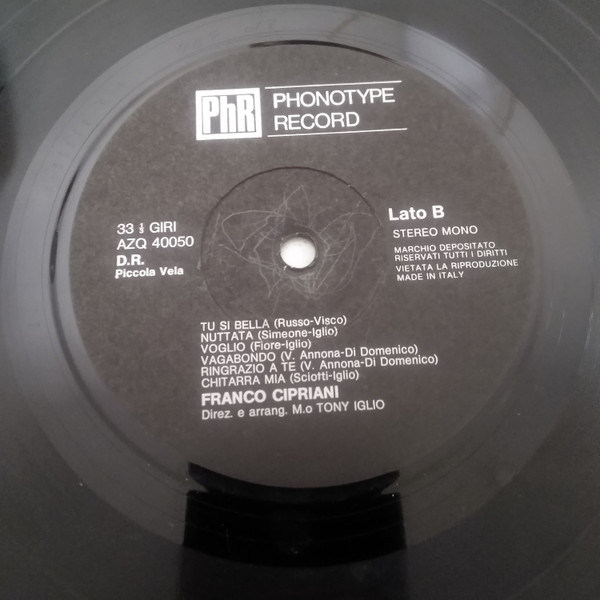 PhR
PHONOTYPE
RECORD
33 ⅓ GIRI
AZQ 40050
D.R.
Piccola Vela
Lato B
STEREO MONO
MARCHIO DEPOSITATO
RISERVATI TUTTI I DIRITTI
VIETATA LA RIPRODUZIONE
MADE IN ITALY
TU SI BELLA (Russo-Visco)
NUTTATA (Simeone-Iglio)
VOGLIO (Fiore-Iglio)
VAGABONDO (V. Annona-Di Domenico)
RINGRAZIO A TE (V. Annona-Di Domenico)
CHITARRA MIA (Sciotti-Iglio)
FRANCO CIPRIANI
Direz. e arrang. M.o TONY IGLIO